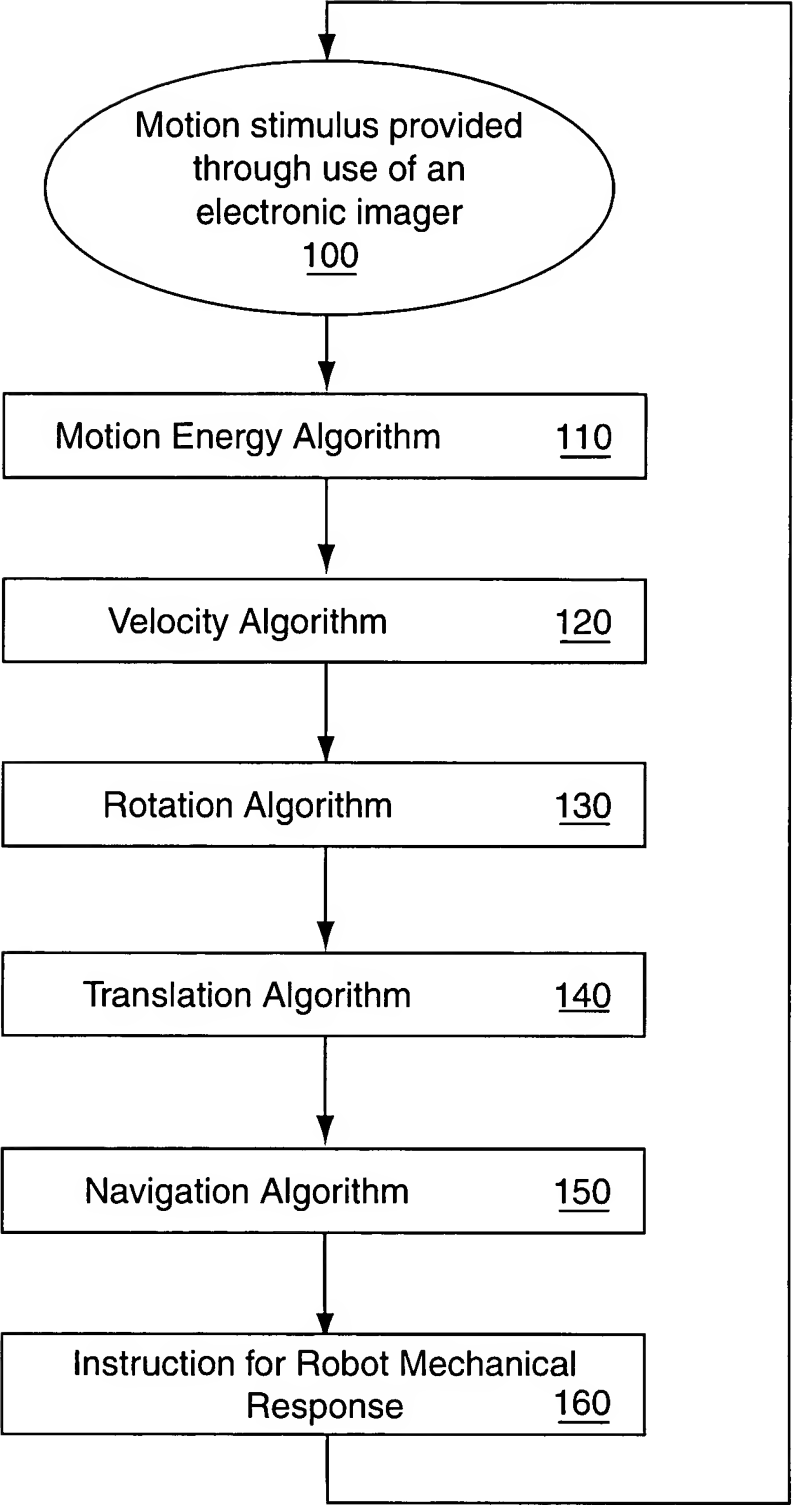 Motion stimulus provided
through use of an
electronic imager
100
Motion Energy Algorithm 110
Velocity Algorithm 120
Rotation Algorithm 130
Translation Algorithm 140
Navigation Algorithm 150
Instruction for Robot Mechanical
Response 160